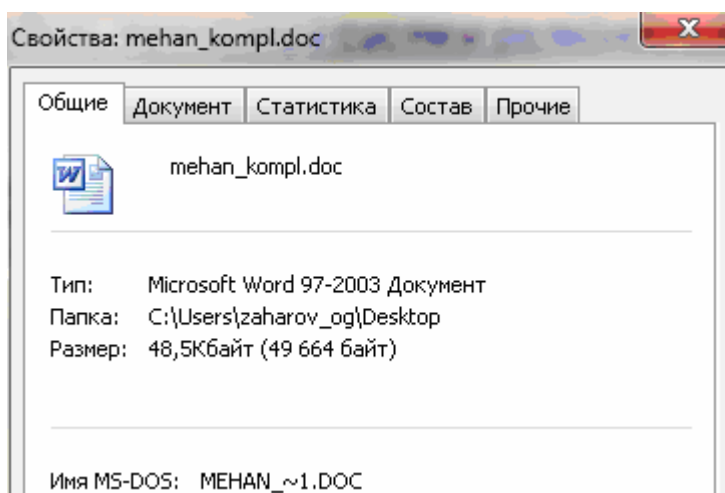 Свойства: mehan_kompl.doc
Общие Документ Статистика Состав Прочие
mehan_kompl.doc
Тип: Microsoft Word 97-2003 Документ
Папка: C:\Users\zaharov_og\Desktop
Размер: 48,5Кбайт (49 664 байт)
Имя MS-DOS: MEHAN_~1.DOC